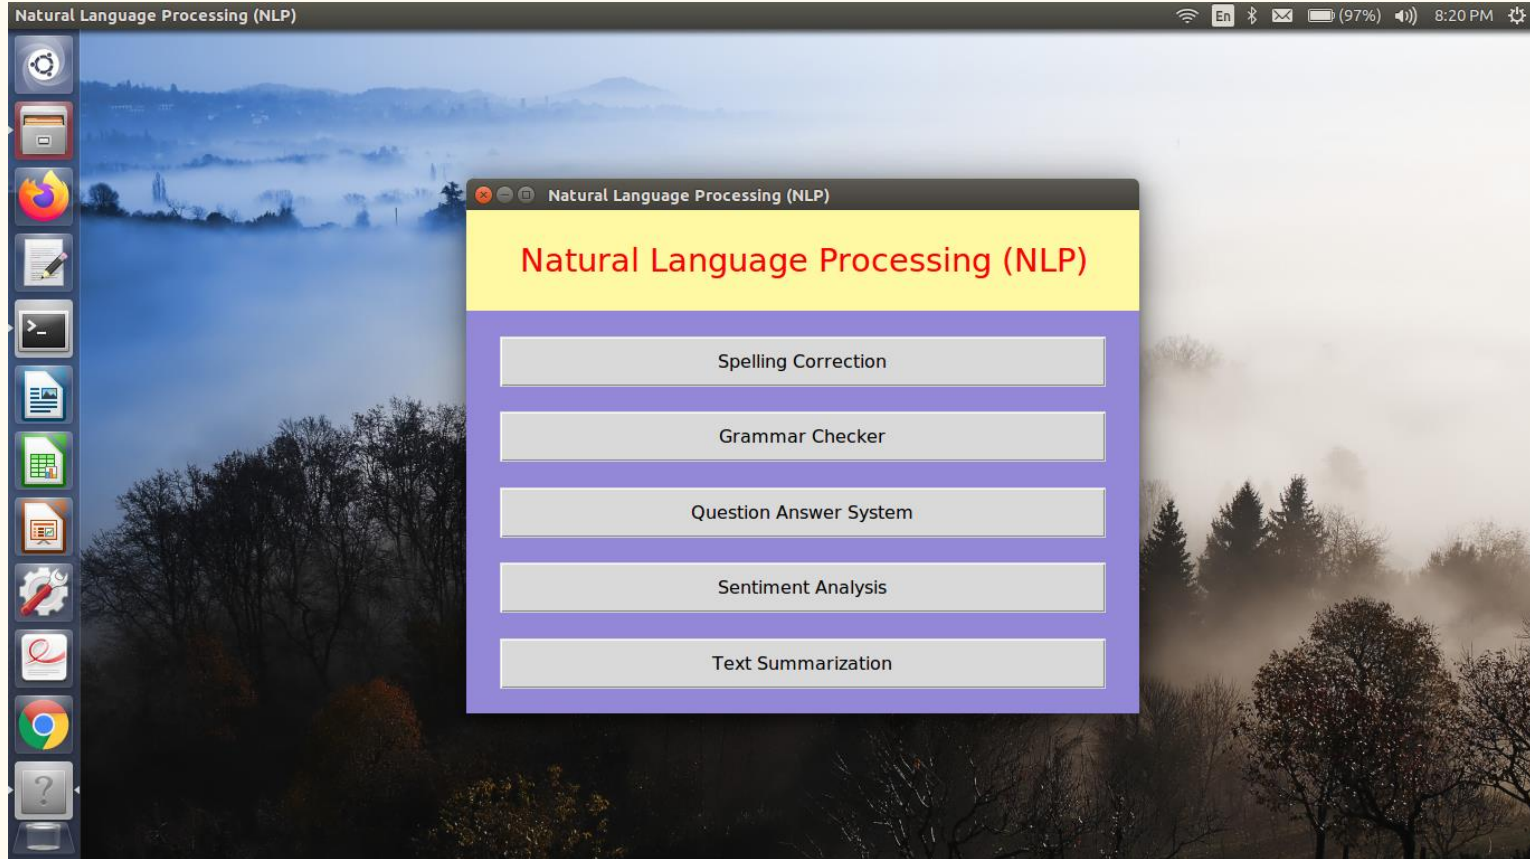 Natural Language Processing (NLP)
En (97%) 8:20 PM
Natural Language Processing (NLP)
Natural Language Processing (NLP)
Spelling Correction
Grammar Checker
Question Answer System
Sentiment Analysis
Text Summarization
>_
?